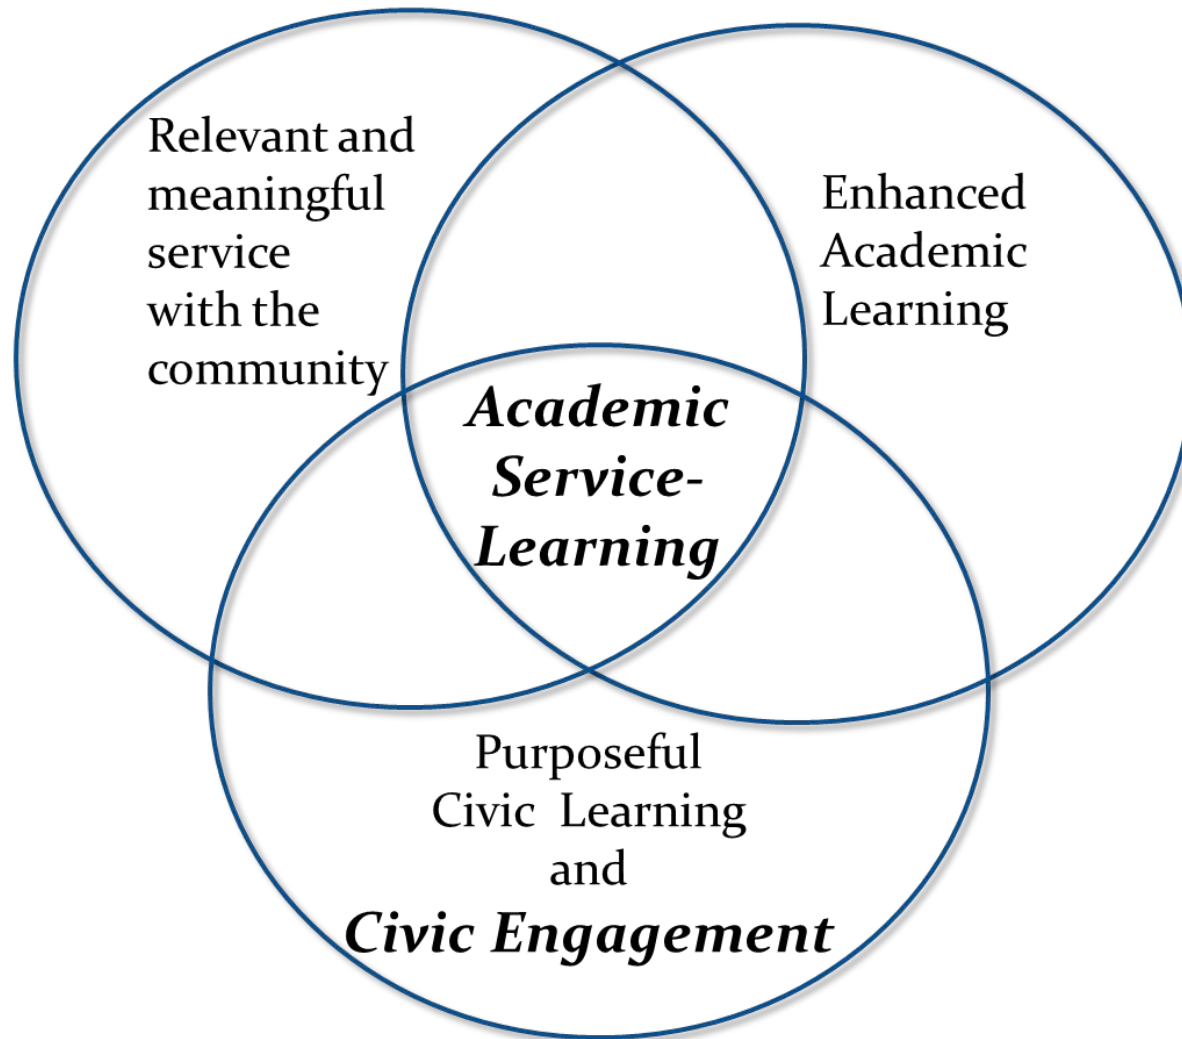 Relevant and
meaningful
service
with the
community
Enhanced
Academic
Learning
Academic
Service-
Learning
Purposeful
Civic Learning
and
Civic Engagement